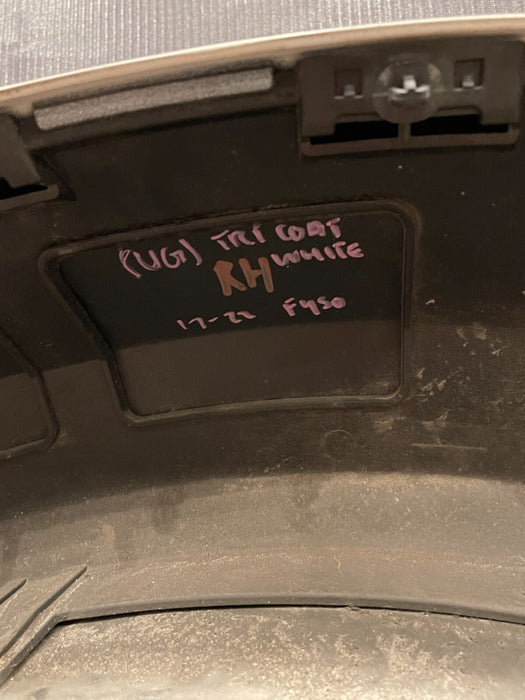 (UG) TRI COAT
RH WHITE
17-22 F450